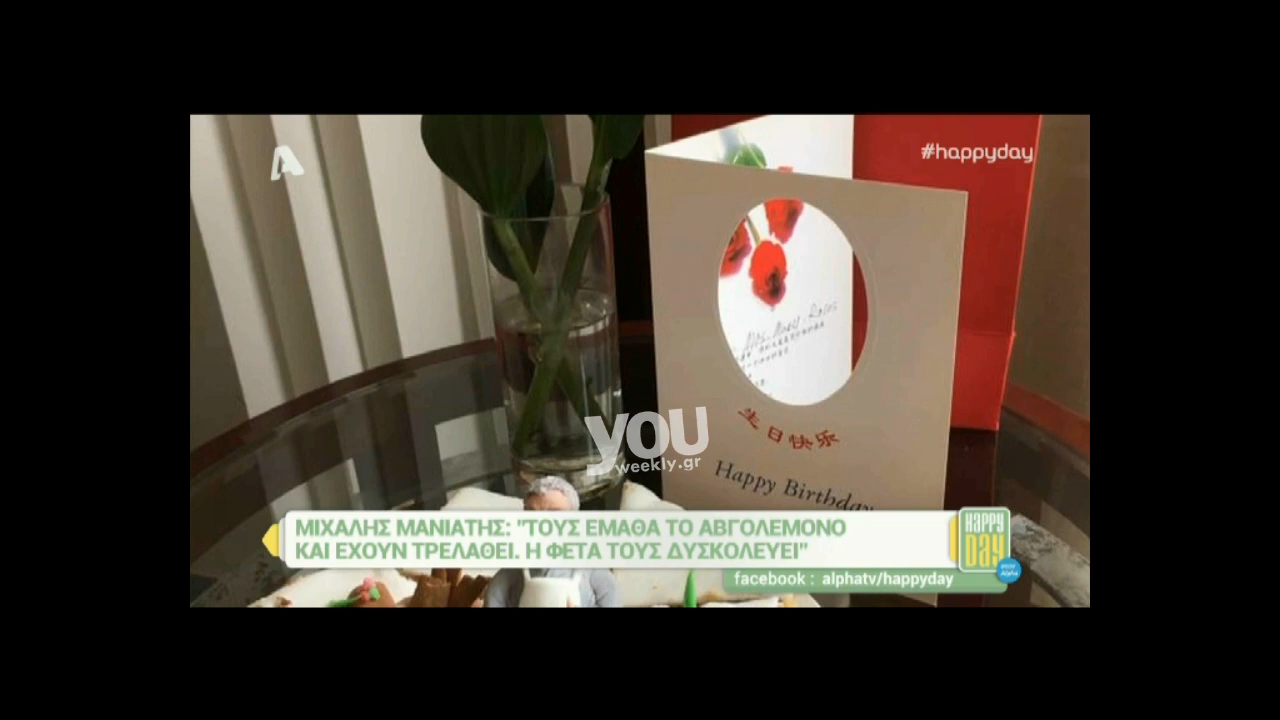 #happyday
生日快乐
Happy Birthday
you
weekly.gr
ΜΙΧΑΛΗΣ ΜΑΝΙΑΤΗΣ: "ΤΟΥΣ ΕΜΑΘΑ ΤΟ ΑΒΓΟΛΕΜΟΝΟ
ΚΑΙ ΕΧΟΥΝ ΤΡΕΛΑΘΕΙ. Η ΦΕΤΑ ΤΟΥΣ ΔΥΣΚΟΛΕΥΕΙ"
HAPPY
DAY
facebook : alphatv/happyday